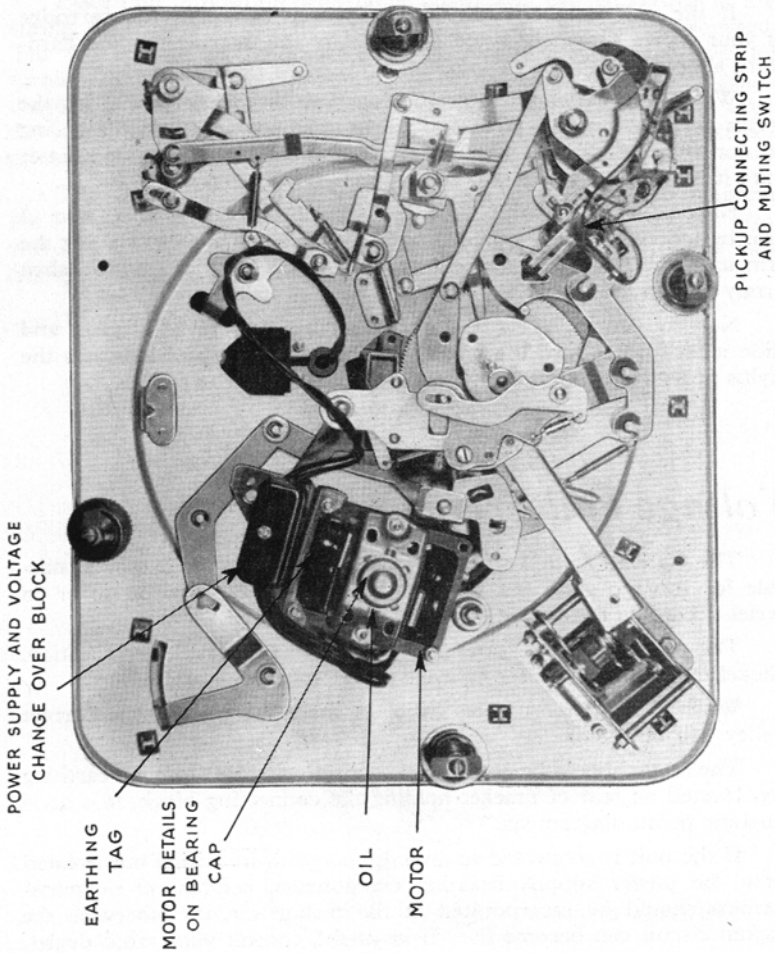 POWER SUPPLY AND VOLTAGE
CHANGE OVER BLOCK
EARTHING
TAG
MOTOR DETAILS
ON BEARING
CAP
OIL
MOTOR
PICKUP CONNECTING STRIP
AND MUTING SWITCH